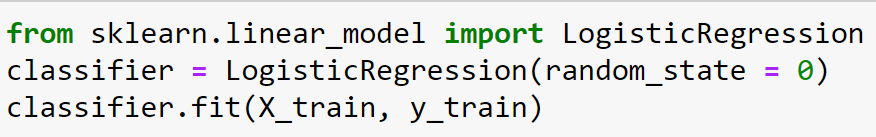 from sklearn.linear_model import LogisticRegression
classifier = LogisticRegression(random_state = 0)
classifier.fit(X_train, y_train)